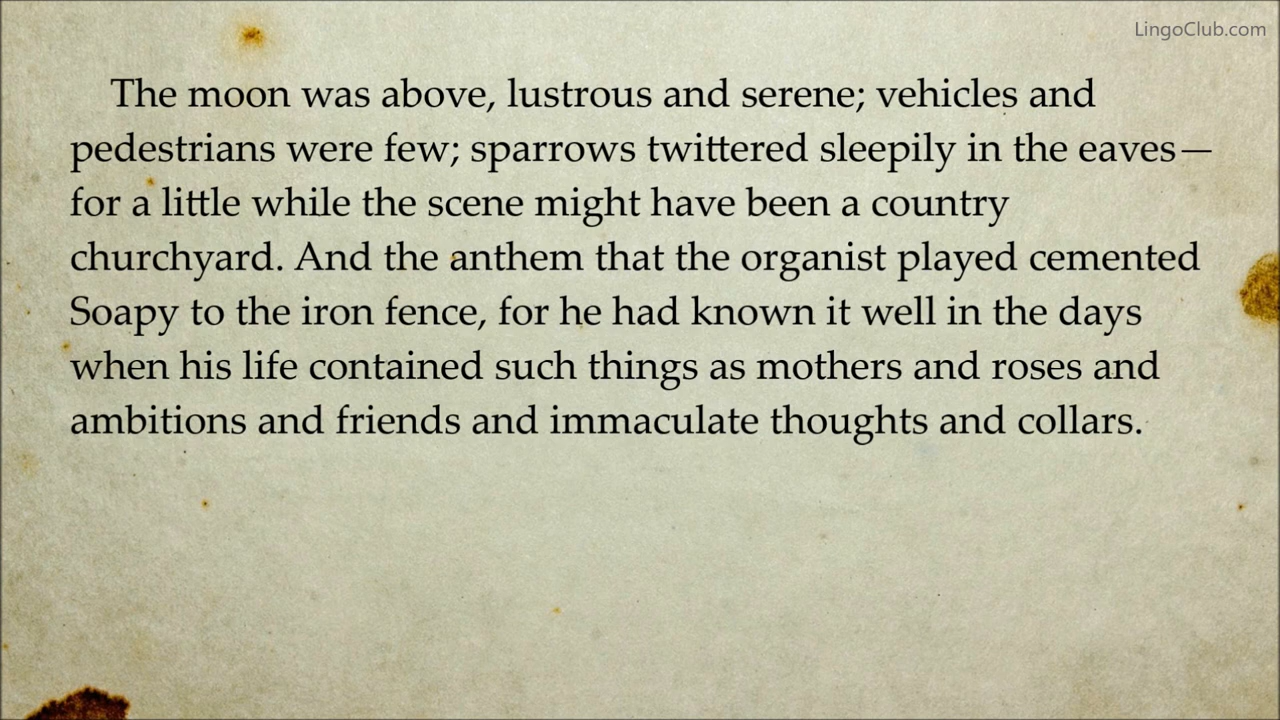 LingoClub.com
The moon was above, lustrous and serene; vehicles and
pedestrians were few; sparrows twittered sleepily in the eaves—
for a little while the scene might have been a country
churchyard. And the anthem that the organist played cemented
Soapy to the iron fence, for he had known it well in the days
when his life contained such things as mothers and roses and
ambitions and friends and immaculate thoughts and collars.